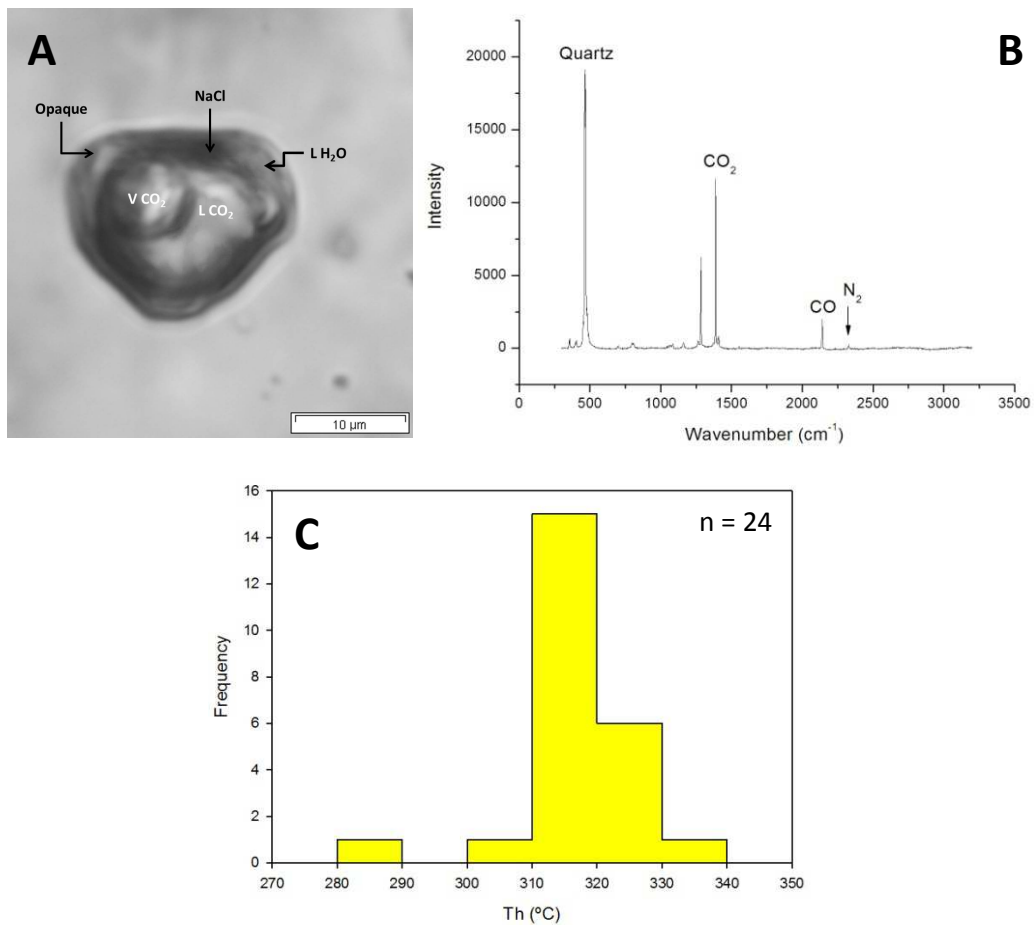 A
Opaque
NaCl
L H₂O
V CO₂
L CO₂
10 µm
B
Quartz
CO₂
CO
N₂
20000
15000
10000
5000
0
Intensity
0 500 1000 1500 2000 2500 3000 3500
Wavenumber (cm⁻¹)
C
n = 24
16
14
12
10
8
6
4
2
0
Frequency
270 280 290 300 310 320 330 340 350
Th (ºC)